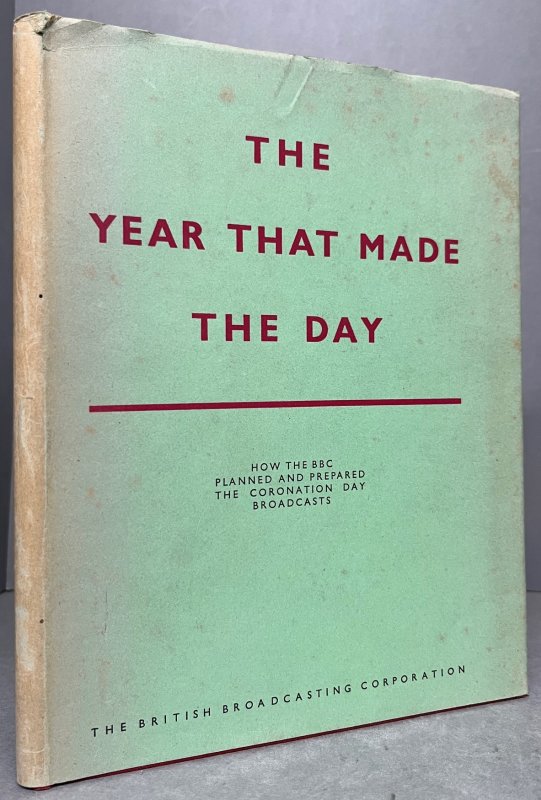 THE
YEAR THAT MADE
THE DAY
HOW THE BBC
PLANNED AND PREPARED
THE CORONATION DAY
BROADCASTS
THE BRITISH BROADCASTING CORPORATION